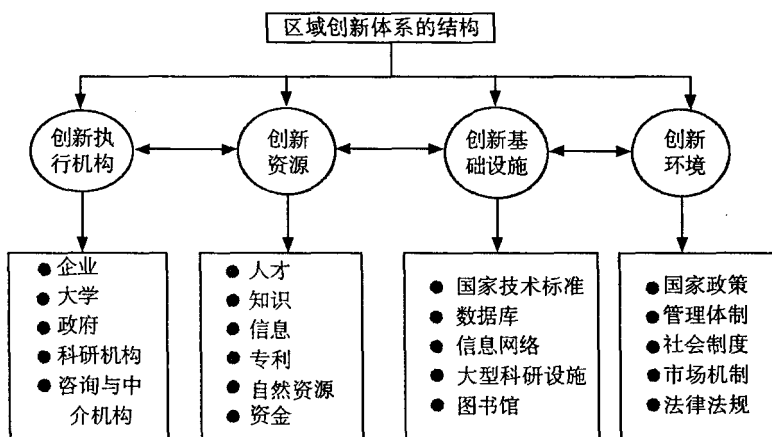 区域创新体系的结构
创新执
行机构
创新
资源
创新基
础设施
创新
环境
● 企业
● 大学
● 政府
● 科研机构
● 咨询与中
介机构
● 人才
● 知识
● 信息
● 专利
● 自然资源
● 资金
● 国家技术标准
● 数据库
● 信息网络
● 大型科研设施
● 图书馆
● 国家政策
● 管理体制
● 社会制度
● 市场机制
● 法律法规